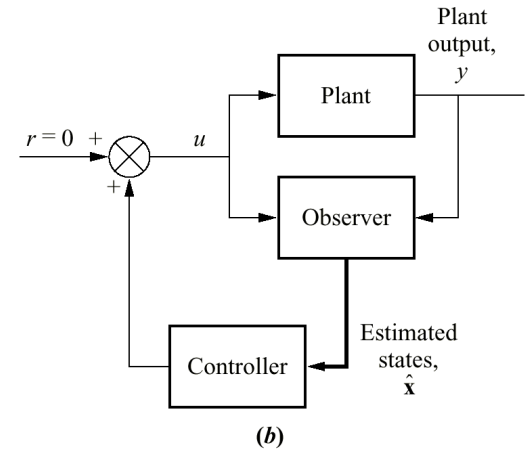 Plant
output,
y
Plant
r = 0 +
u
+
Observer
Estimated
states,
x̂
Controller
(b)